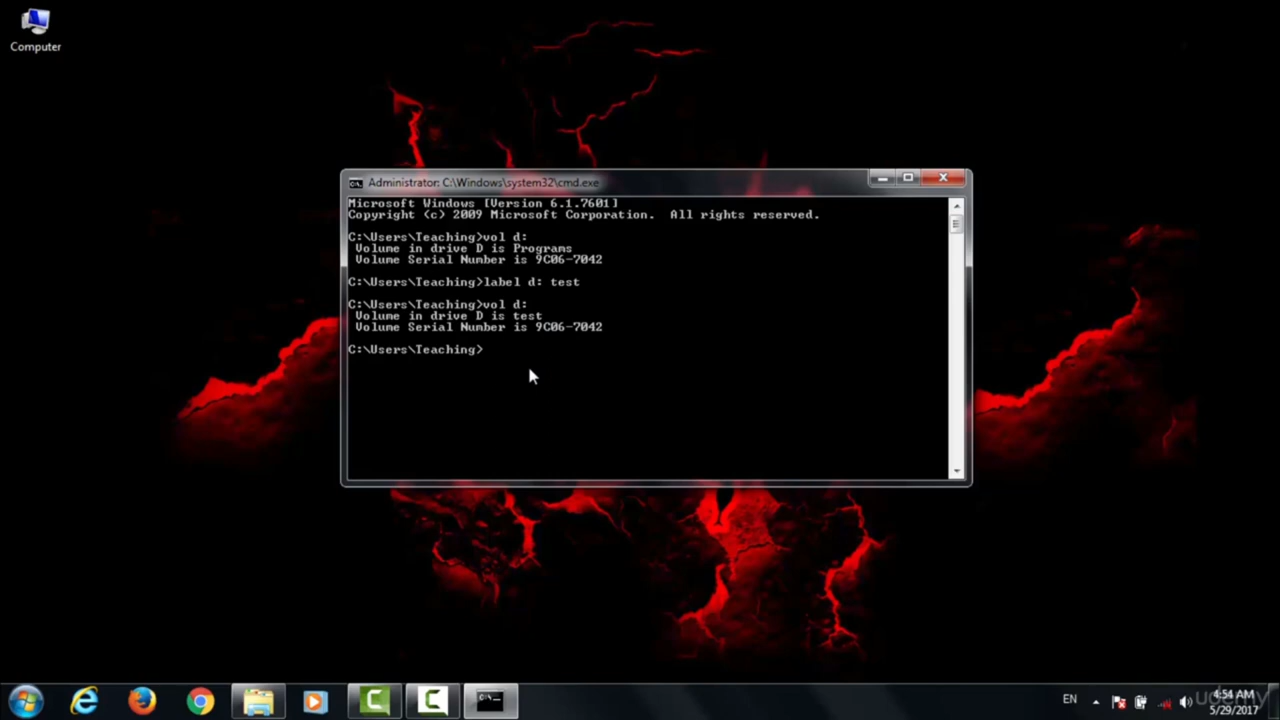 Computer
Administrator: C:\Windows\system32\cmd.exe
Microsoft Windows [Version 6.1.7601]
Copyright (c) 2009 Microsoft Corporation.  All rights reserved.
C:\Users\Teaching>vol d:
Volume in drive D is Programs
Volume Serial Number is 9C06-7042
C:\Users\Teaching>label d: test
C:\Users\Teaching>vol d:
Volume in drive D is test
Volume Serial Number is 9C06-7042
C:\Users\Teaching>
EN
4:54 AM
5/29/2017
udemy